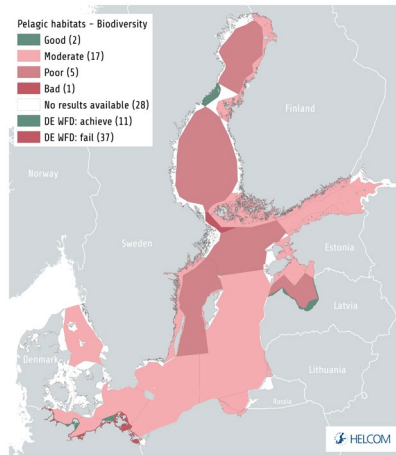 Pelagic habitats - Biodiversity
Good (2)
Moderate (17)
Poor (5)
Bad (1)
No results available (28)
DE WFD: achieve (11)
DE WFD: fail (37)
Finland
Norway
Sweden
Estonia
Latvia
Denmark
Lithuania
Russia
HELCOM